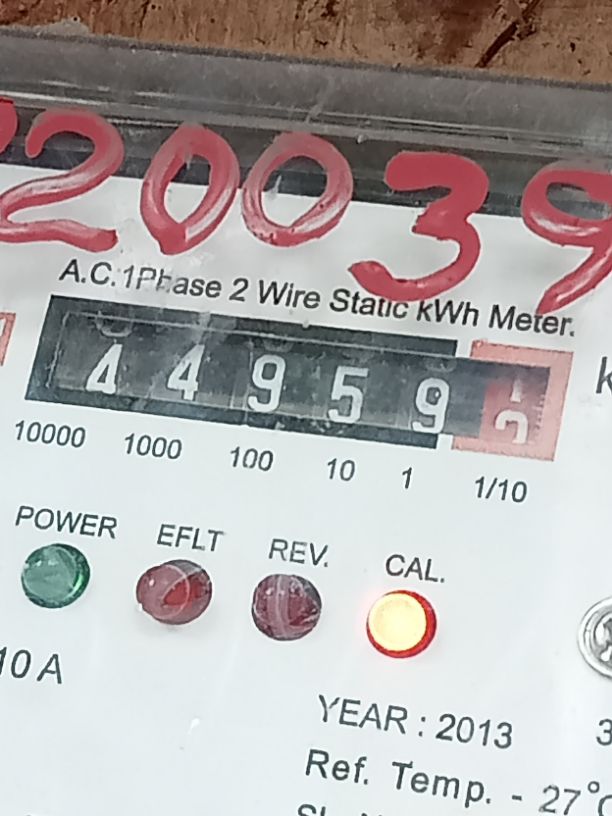 20039
A.C.1Phase 2 Wire Static kWh Meter.
4 4 9 5 9
10000 1000 100 10 1 1/10
POWER EFLT REV. CAL.
10 A
YEAR : 2013
Ref. Temp. - 27°C